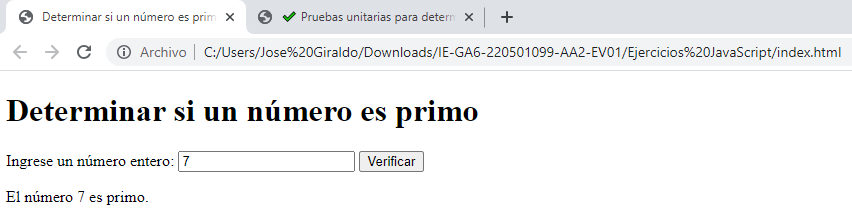 Determinar si un número es prim
Pruebas unitarias para determ
Archivo C:/Users/Jose%20Giraldo/Downloads/IE-GA6-220501099-AA2-EV01/Ejercicios%20JavaScript/index.html
Determinar si un número es primo
Ingrese un número entero: 7 Verificar
El número 7 es primo.